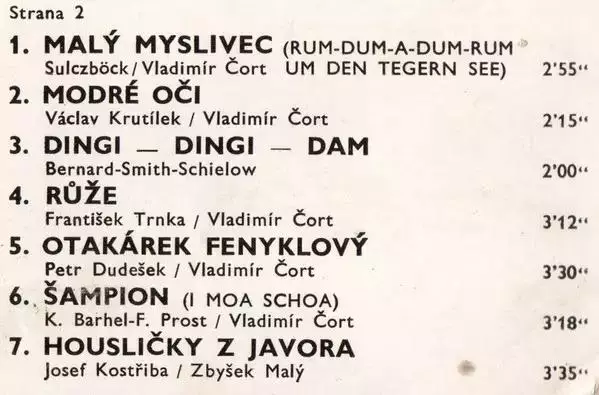 Strana 2
1. MALÝ MYSLIVEC (RUM-DUM-A-DUM-RUM
Sulczböck/Vladimír Čort UM DEN TEGERN SEE) 2'55"
2. MODRÉ OČI
Václav Krutílek / Vladimír Čort 2'15"
3. DINGI — DINGI — DAM
Bernard-Smith-Schielow 2'00"
4. RŮŽE
František Trnka / Vladimír Čort 3'12"
5. OTAKÁREK FENYKLOVÝ
Petr Dudešek / Vladimír Čort 3'30"
6. ŠAMPION (I MOA SCHOA)
K. Barhel-F. Prost / Vladimír Čort 3'18"
7. HOUSLIČKY Z JAVORA
Josef Kostřiba / Zbyšek Malý 3'35"